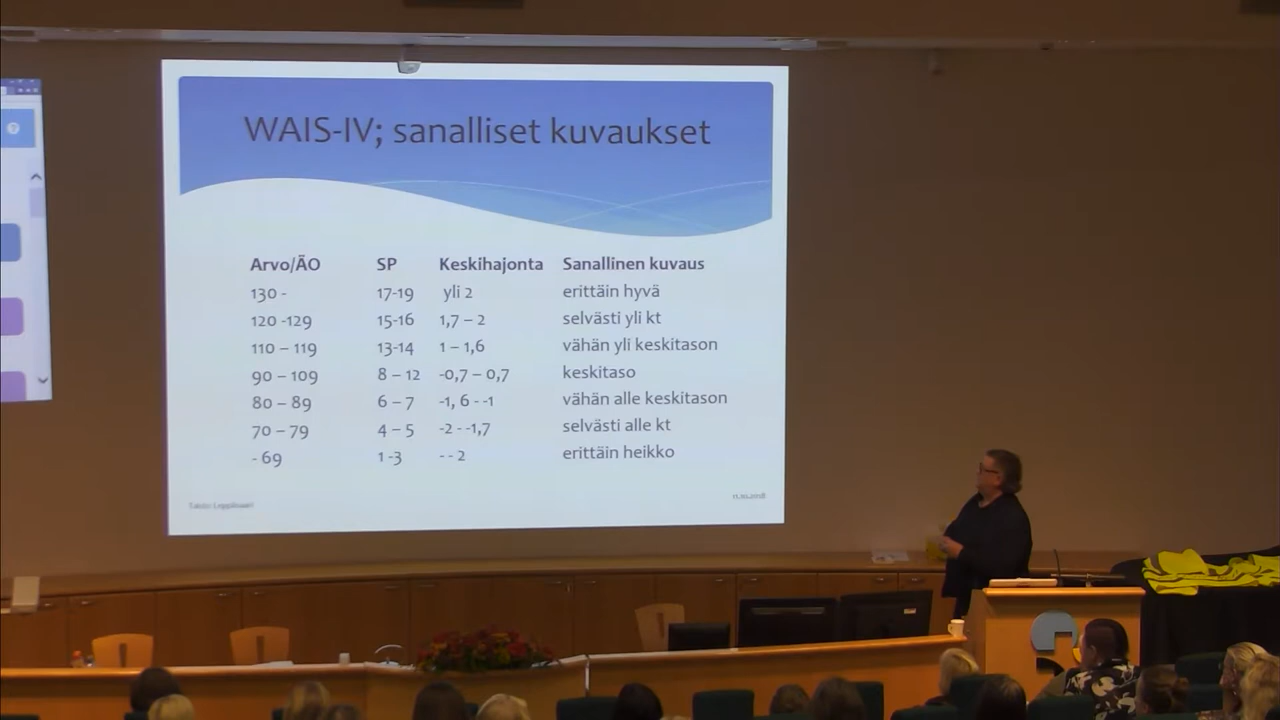 WAIS-IV; sanalliset kuvaukset
Arvo/ÄO SP Keskihajonta Sanallinen kuvaus
130 - 17-19 yli 2 erittäin hyvä
120 -129 15-16 1,7 – 2 selvästi yli kt
110 – 119 13-14 1 – 1,6 vähän yli keskitason
90 – 109 8 – 12 -0,7 – 0,7 keskitaso
80 – 89 6 – 7 -1, 6 - -1 vähän alle keskitason
70 – 79 4 – 5 -2 - -1,7 selvästi alle kt
- 69 1 -3 - - 2 erittäin heikko
11.10.2018